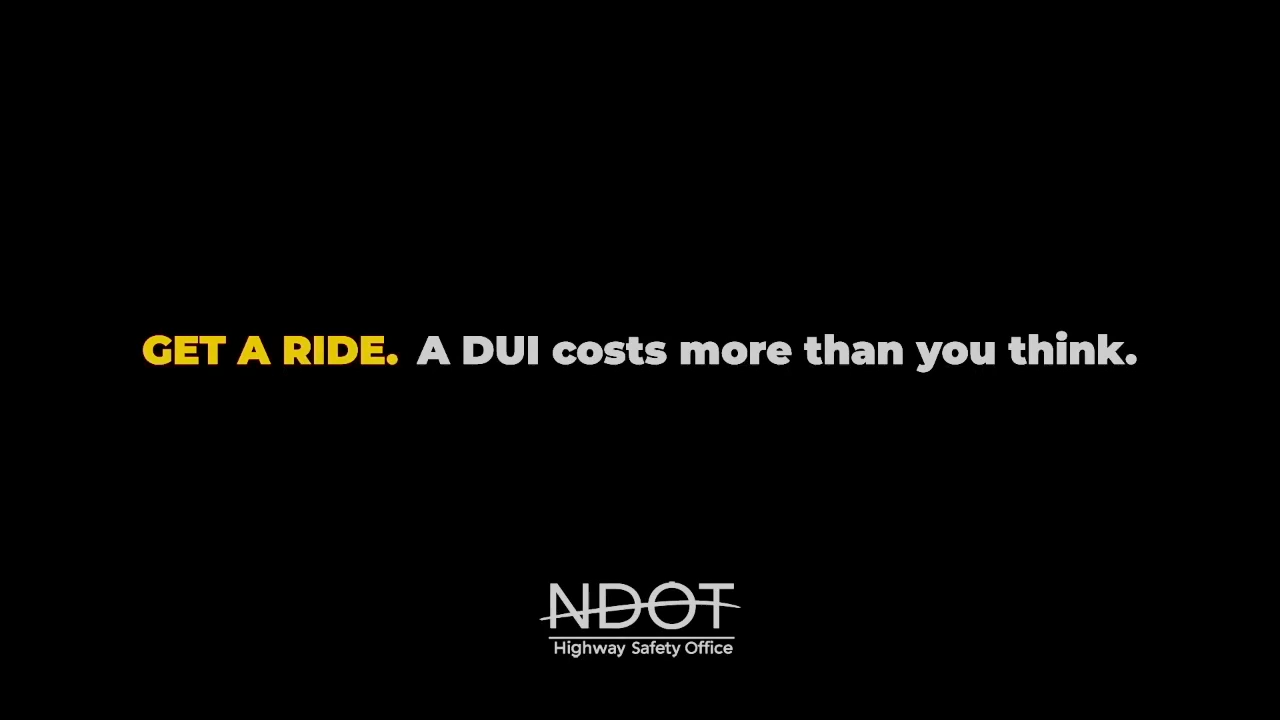 GET A RIDE. A DUI costs more than you think.
NDOT
Highway Safety Office